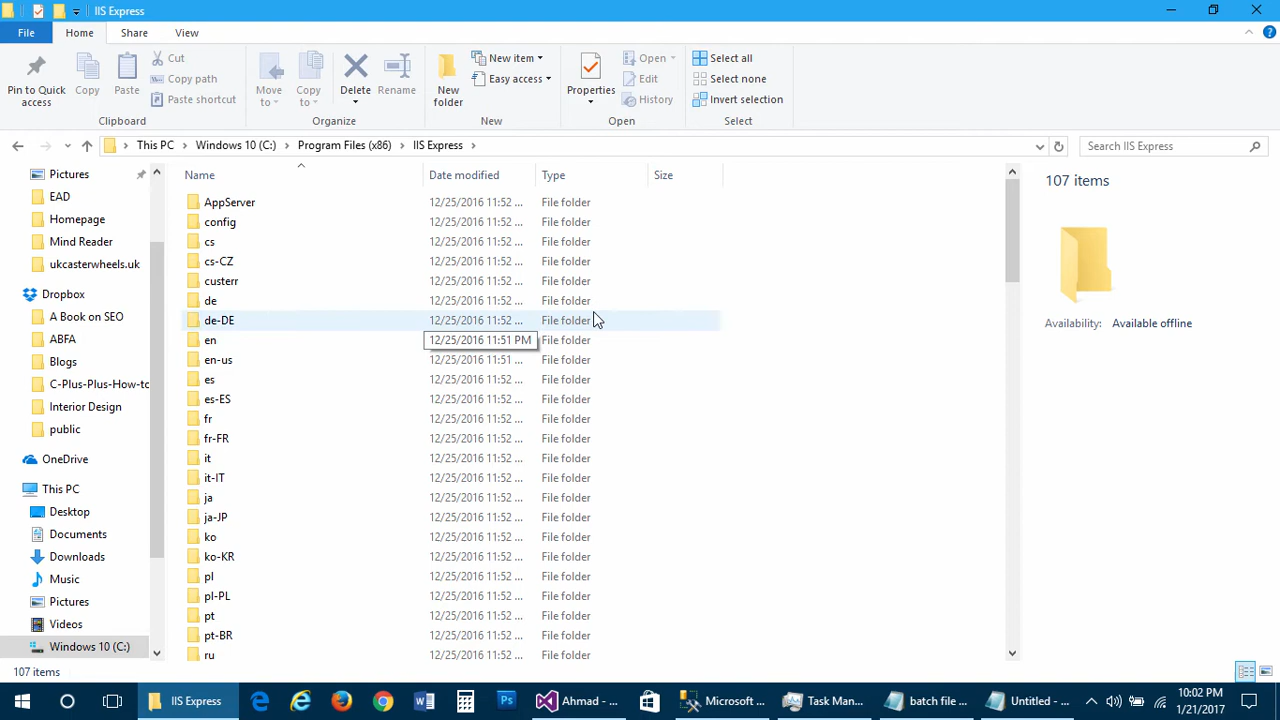 IIS Express
File Home Share View
Pin to Quick access
Copy
Paste
Cut
Copy path
Paste shortcut
Clipboard
Move to
Copy to
Delete
Rename
Organize
New folder
New item
Easy access
New
Properties
Open
Edit
History
Open
Select all
Select none
Invert selection
Select
This PC > Windows 10 (C:) > Program Files (x86) > IIS Express >
Search IIS Express
Pictures
EAD
Homepage
Mind Reader
ukcasterwheels.uk
Dropbox
A Book on SEO
ABFA
Blogs
C-Plus-Plus-How-to
Interior Design
public
OneDrive
This PC
Desktop
Documents
Downloads
Music
Pictures
Videos
Windows 10 (C:)
Name Date modified Type Size
AppServer 12/25/2016 11:52 ... File folder
config 12/25/2016 11:52 ... File folder
cs 12/25/2016 11:52 ... File folder
cs-CZ 12/25/2016 11:52 ... File folder
custerr 12/25/2016 11:52 ... File folder
de 12/25/2016 11:52 ... File folder
de-DE 12/25/2016 11:52 ... File folder
en 12/25/2016 11:51 PM File folder
en-us 12/25/2016 11:51 ... File folder
es 12/25/2016 11:52 ... File folder
es-ES 12/25/2016 11:52 ... File folder
fr 12/25/2016 11:52 ... File folder
fr-FR 12/25/2016 11:52 ... File folder
it 12/25/2016 11:52 ... File folder
it-IT 12/25/2016 11:52 ... File folder
ja 12/25/2016 11:52 ... File folder
ja-JP 12/25/2016 11:52 ... File folder
ko 12/25/2016 11:52 ... File folder
ko-KR 12/25/2016 11:52 ... File folder
pl 12/25/2016 11:52 ... File folder
pl-PL 12/25/2016 11:52 ... File folder
pt 12/25/2016 11:52 ... File folder
pt-BR 12/25/2016 11:52 ... File folder
ru 12/25/2016 11:52 ... File folder
107 items
Availability: Available offline
107 items
IIS Express
Ps
Ahmad - ...
Microsoft ...
Task Man...
batch file ...
Untitled - ...
10:02 PM
1/21/2017